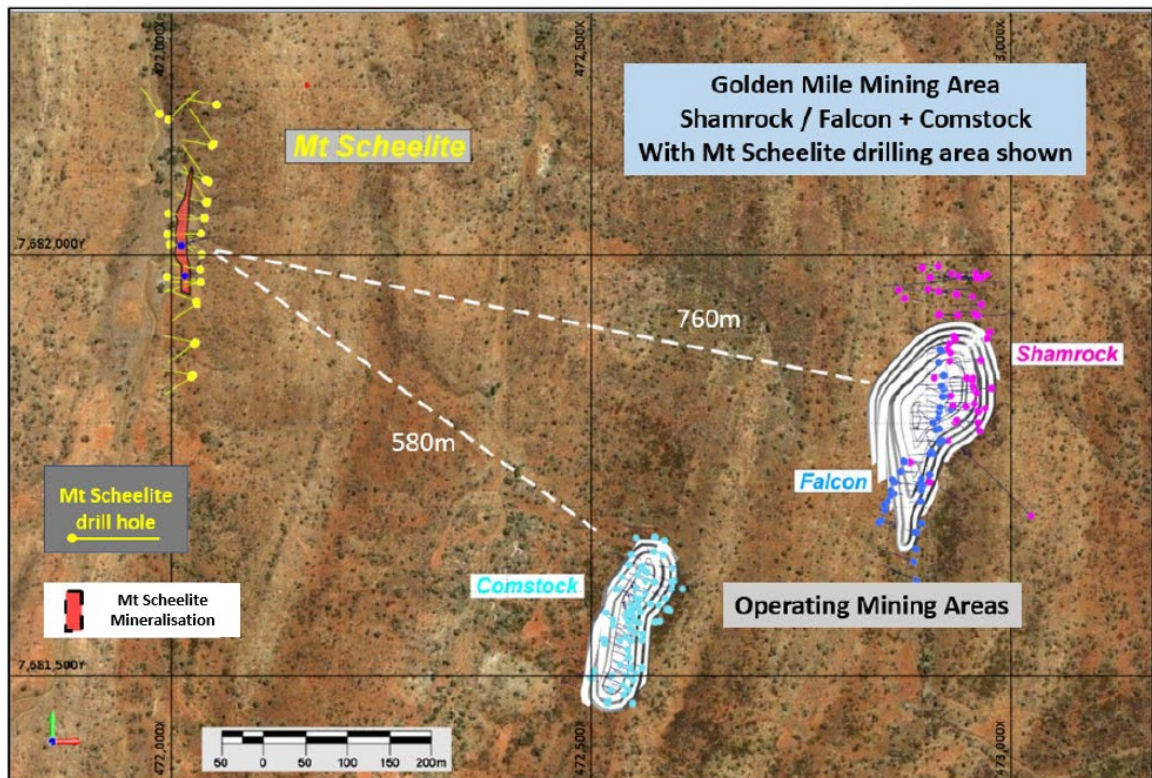 472,000X
472,500X
3,000X
Golden Mile Mining Area
Shamrock / Falcon + Comstock
With Mt Scheelite drilling area shown
Mt Scheelite
7,682,000Y
760m
Shamrock
580m
Falcon
Mt Scheelite
drill hole
Comstock
Mt Scheelite
Mineralisation
Operating Mining Areas
7,681,500Y
472,000X
472,500X
473,000X
50 0 50 100 150 200m